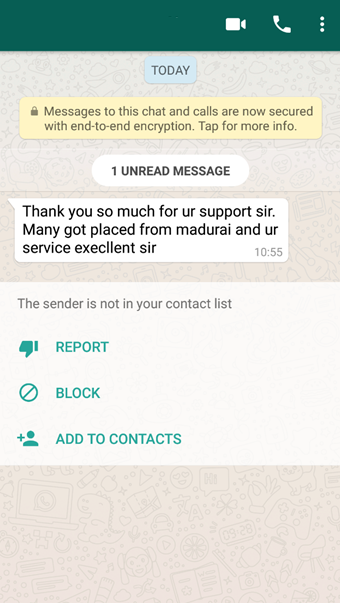 TODAY
Messages to this chat and calls are now secured
with end-to-end encryption. Tap for more info.
1 UNREAD MESSAGE
Thank you so much for ur support sir.
Many got placed from madurai and ur
service execllent sir
10:55
The sender is not in your contact list
REPORT
BLOCK
ADD TO CONTACTS